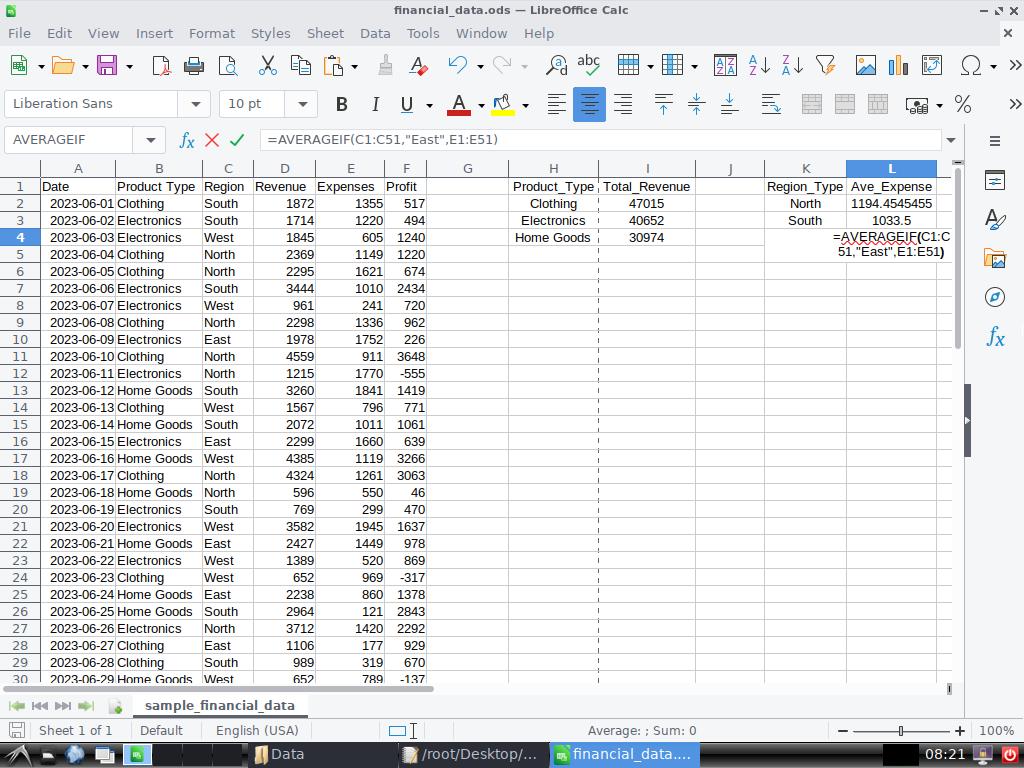 financial_data.ods — LibreOffice Calc
File Edit View Insert Format Styles Sheet Data Tools Window Help
Liberation Sans 10 pt B I U A %
AVERAGEIF fx =AVERAGEIF(C1:C51,"East",E1:E51)
A B C D E F G H I J K L
1 Date Product Type Region Revenue Expenses Profit Product_Type Total_Revenue Region_Type Ave_Expense
2 2023-06-01 Clothing South 1872 1355 517 Clothing 47015 North 1194.4545455
3 2023-06-02 Electronics South 1714 1220 494 Electronics 40652 South 1033.5
4 2023-06-03 Electronics West 1845 605 1240 Home Goods 30974 =AVERAGEIF(C1:C
5 2023-06-04 Clothing North 2369 1149 1220 51,"East",E1:E51)
6 2023-06-05 Clothing North 2295 1621 674
7 2023-06-06 Electronics South 3444 1010 2434
8 2023-06-07 Electronics West 961 241 720
9 2023-06-08 Clothing North 2298 1336 962
10 2023-06-09 Electronics East 1978 1752 226
11 2023-06-10 Clothing North 4559 911 3648
12 2023-06-11 Electronics North 1215 1770 -555
13 2023-06-12 Home Goods South 3260 1841 1419
14 2023-06-13 Clothing West 1567 796 771
15 2023-06-14 Home Goods South 2072 1011 1061
16 2023-06-15 Electronics East 2299 1660 639
17 2023-06-16 Home Goods West 4385 1119 3266
18 2023-06-17 Clothing North 4324 1261 3063
19 2023-06-18 Home Goods North 596 550 46
20 2023-06-19 Electronics South 769 299 470
21 2023-06-20 Electronics West 3582 1945 1637
22 2023-06-21 Home Goods East 2427 1449 978
23 2023-06-22 Electronics West 1389 520 869
24 2023-06-23 Clothing West 652 969 -317
25 2023-06-24 Home Goods East 2238 860 1378
26 2023-06-25 Home Goods South 2964 121 2843
27 2023-06-26 Electronics North 3712 1420 2292
28 2023-06-27 Clothing East 1106 177 929
29 2023-06-28 Clothing South 989 319 670
30 2023-06-29 Home Goods West 652 789 -137
sample_financial_data
Sheet 1 of 1 Default English (USA) Average: ; Sum: 0 100%
Data /root/Desktop/... financial_data.... 08:21